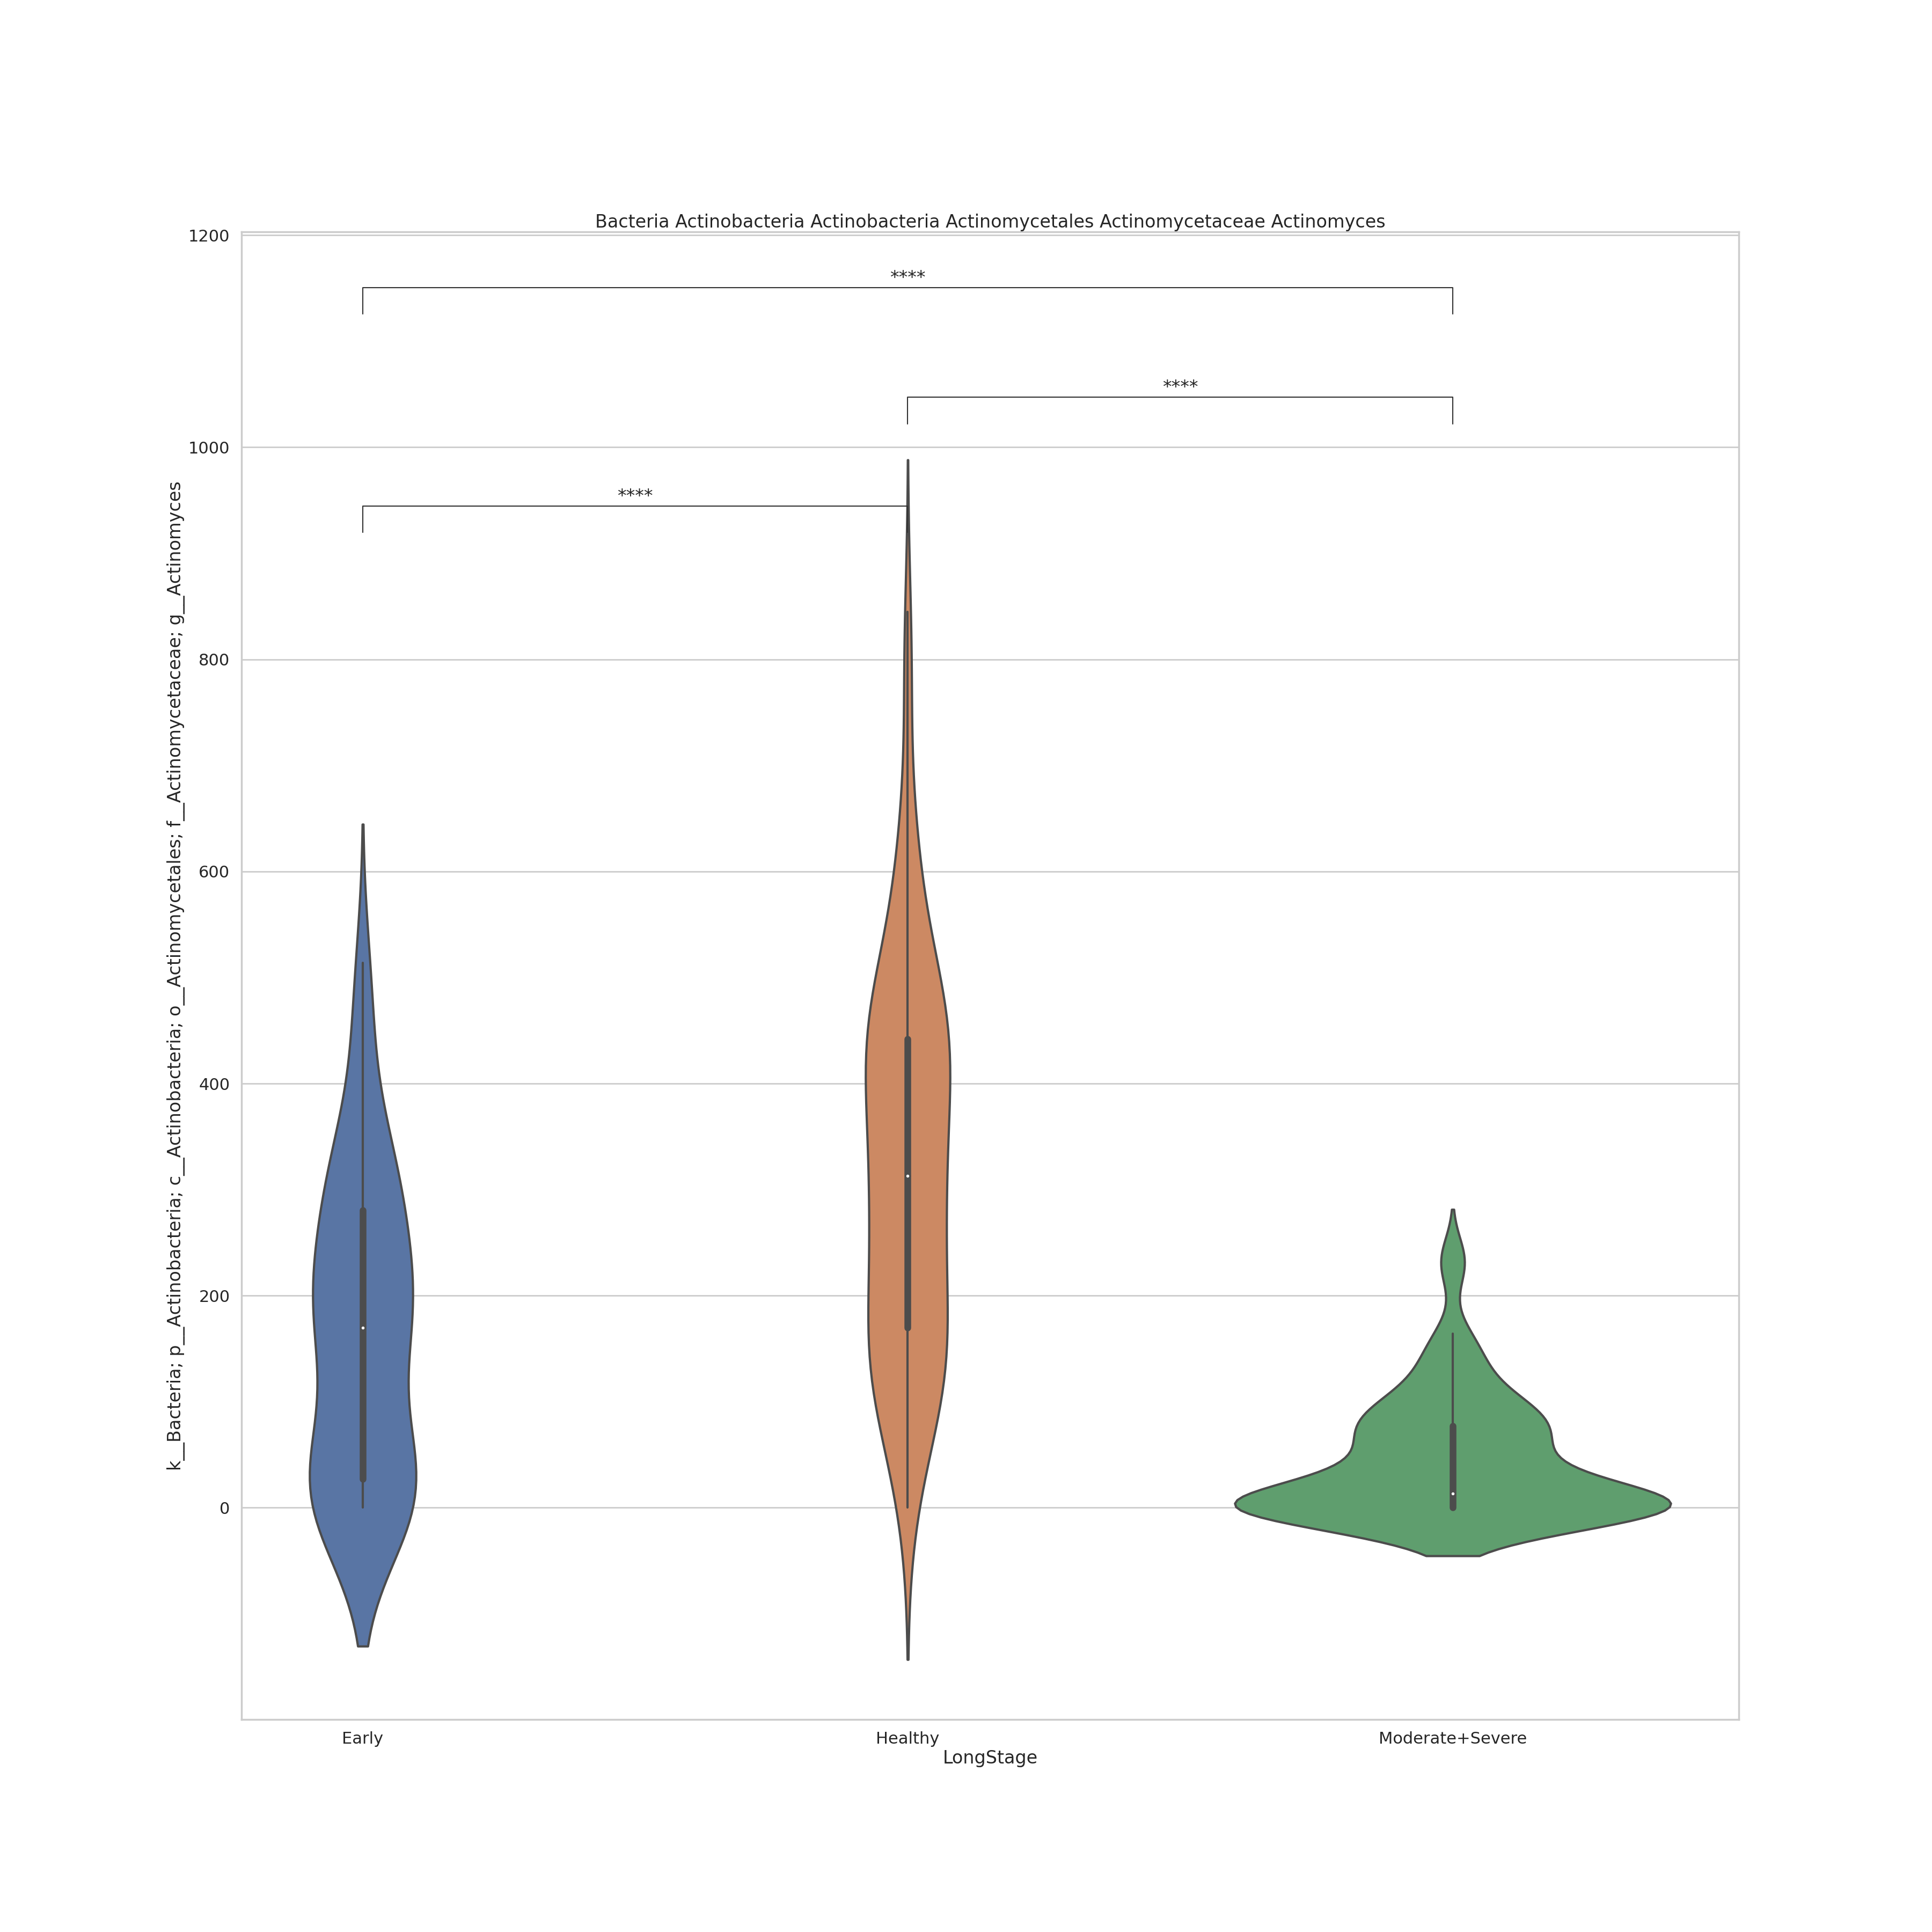 Bacteria Actinobacteria Actinobacteria Actinomycetales Actinomycetaceae Actinomyces
k__Bacteria; p__Actinobacteria; c__Actinobacteria; o__Actinomycetales; f__Actinomycetaceae; g__Actinomyces
1200
1000
800
600
400
200
0
****
****
****
Early
Healthy
Moderate+Severe
LongStage